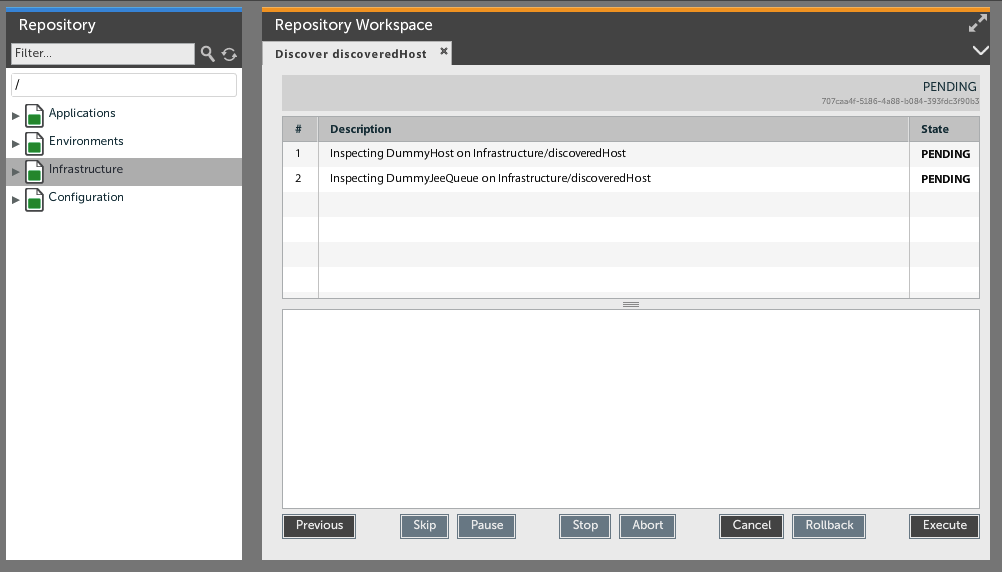 Repository
Filter...
/
Applications
Environments
Infrastructure
Configuration
Repository Workspace
Discover discoveredHost ×
PENDING
707caa4f-5186-4a88-b084-393fdc3f90b3
# Description State
1 Inspecting DummyHost on Infrastructure/discoveredHost PENDING
2 Inspecting DummyJeeQueue on Infrastructure/discoveredHost PENDING
Previous Skip Pause Stop Abort Cancel Rollback Execute